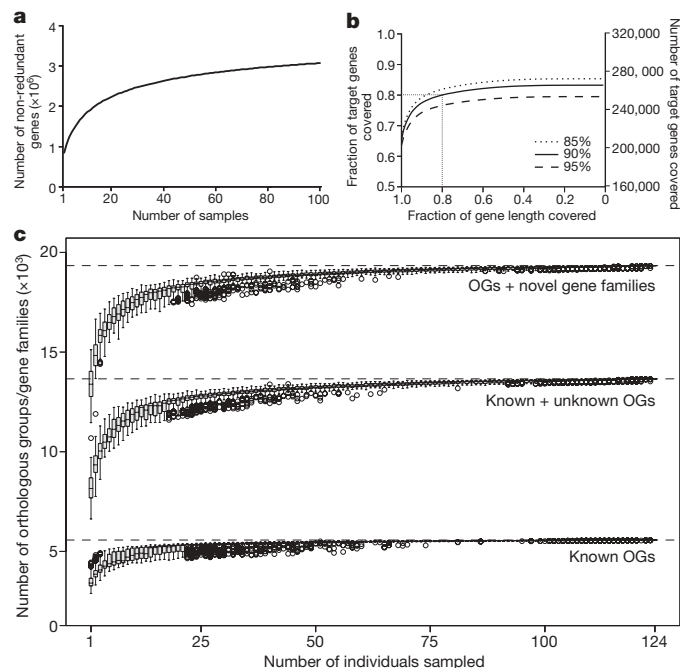 a
Number of non-redundant
genes (×10⁶)
4
3
2
1
0
1
20
40
60
80
100
Number of samples
b
Fraction of target genes
covered
1.0
0.9
0.8
0.7
0.6
0.5
1.0
0.8
0.6
0.4
0.2
0
Fraction of gene length covered
85%
90%
95%
320,000
280,000
240,000
200,000
160,000
Number of target genes covered
c
Number of orthologous groups/gene families (×10³)
20
15
10
5
0
OGs + novel gene families
Known + unknown OGs
Known OGs
1
25
50
75
100
124
Number of individuals sampled